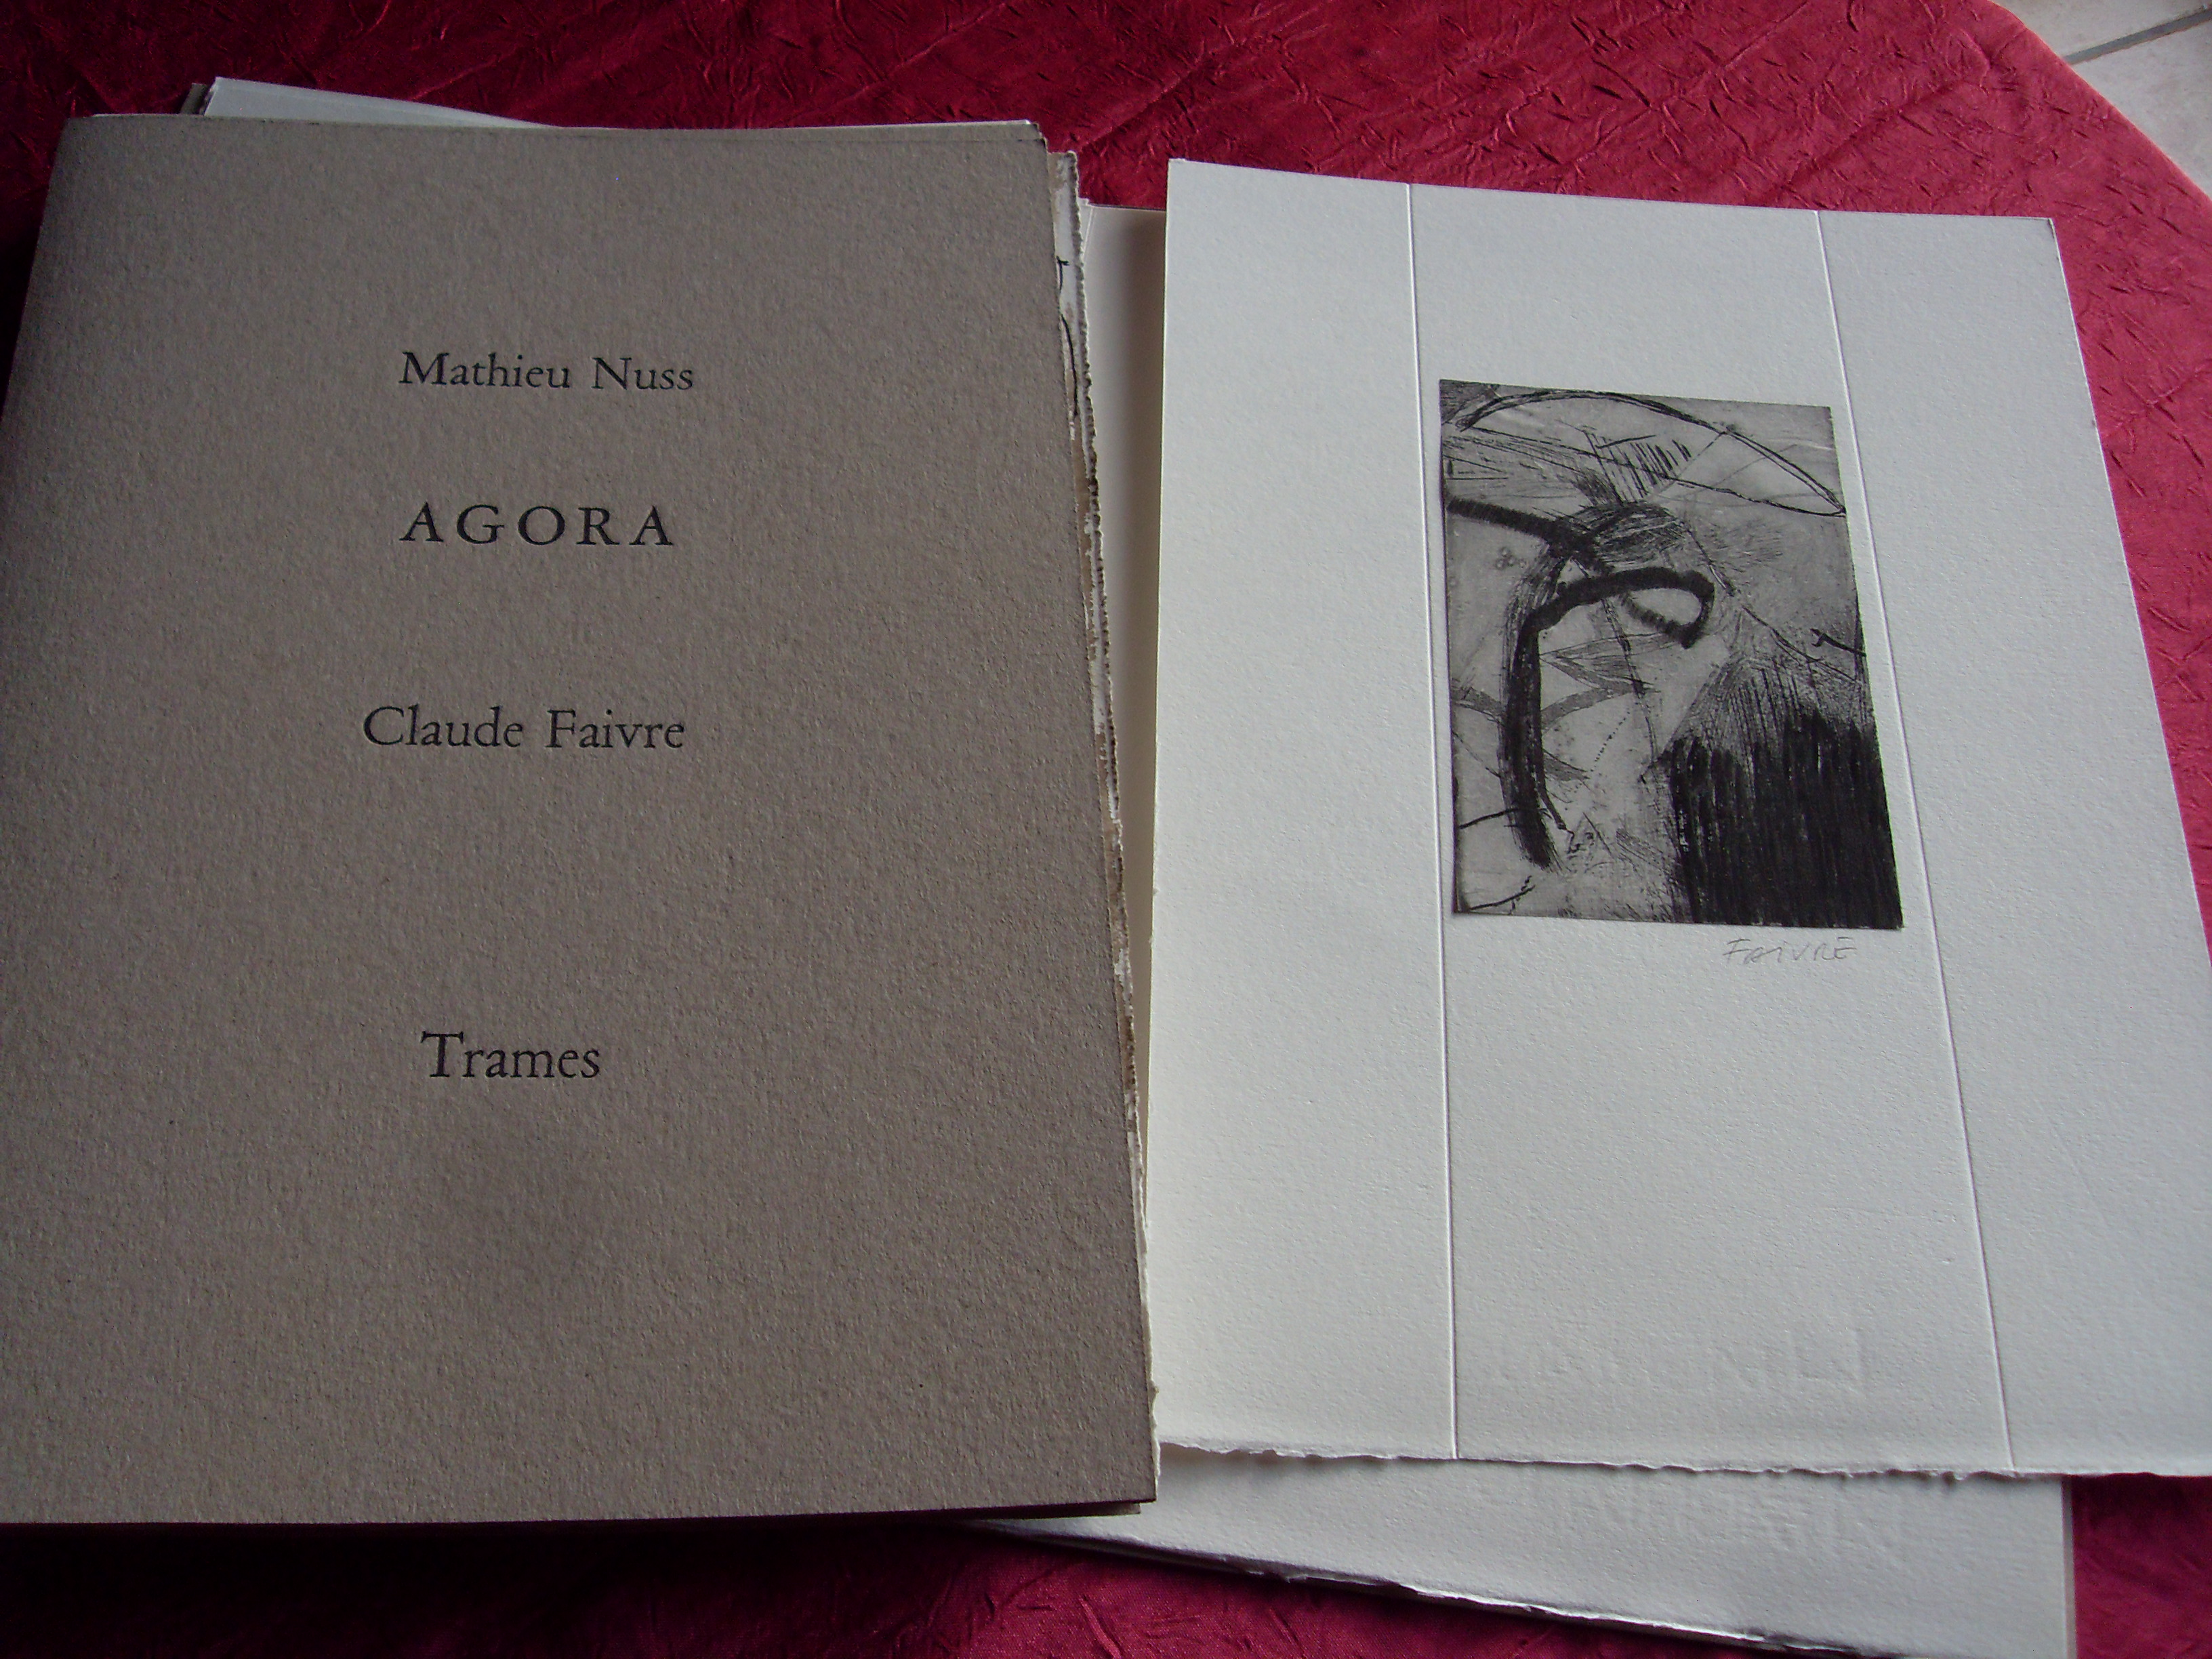 Mathieu Nuss
AGORA
Claude Faivre
Trames
FAIVRE